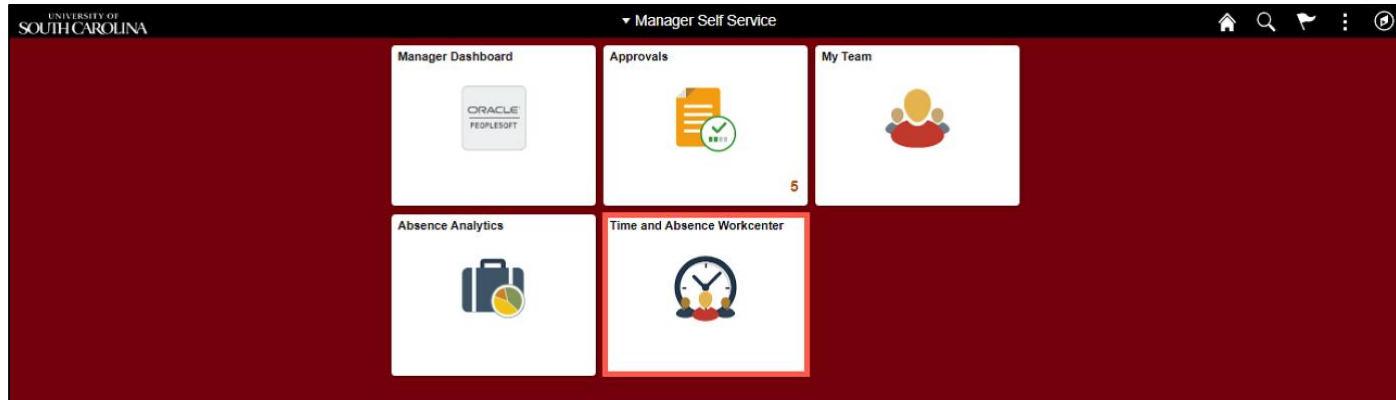 UNIVERSITY OF
SOUTH CAROLINA
Manager Self Service
Manager Dashboard
ORACLE
PEOPLESOFT
Approvals
5
My Team
Absence Analytics
Time and Absence Workcenter